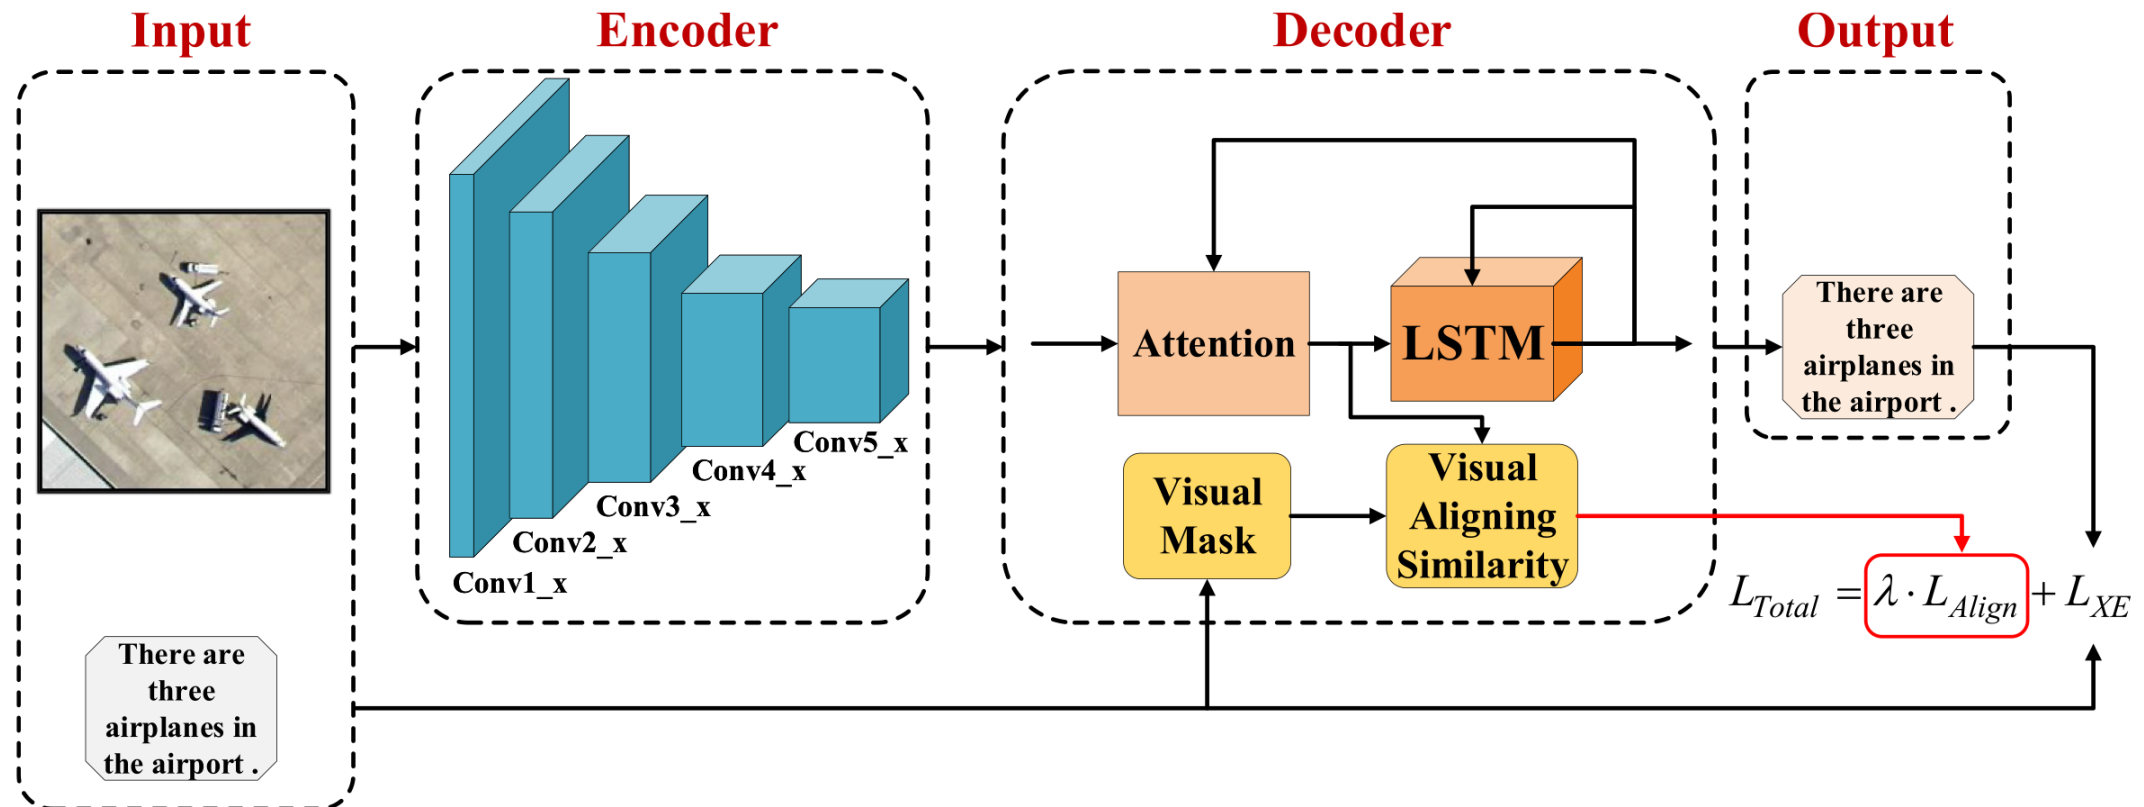 Input
Encoder
Decoder
Output
There are
three
airplanes in
the airport .
Conv1_x
Conv2_x
Conv3_x
Conv4_x
Conv5_x
Attention
LSTM
Visual
Mask
Visual
Aligning
Similarity
There are
three
airplanes in
the airport .
L_Total = λ · L_Align + L_XE